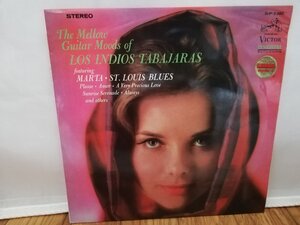 STEREO
The Mellow
Guitar Moods of
LOS INDIOS TABAJARAS
featuring
MARTA • ST. LOUIS BLUES
Please • Amor • A Very Precious Love
Sunrise Serenade • Always
and others
VICTOR